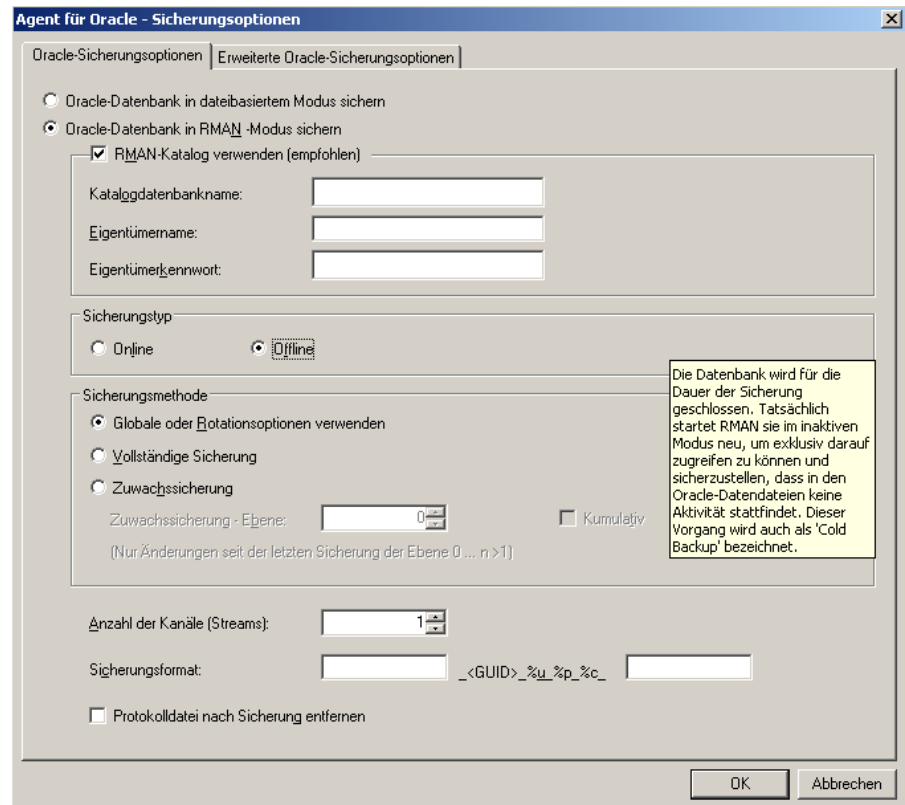 Agent für Oracle - Sicherungsoptionen
Oracle-Sicherungsoptionen
Erweiterte Oracle-Sicherungsoptionen
Oracle-Datenbank in dateibasiertem Modus sichern
Oracle-Datenbank in RMAN -Modus sichern
RMAN-Katalog verwenden (empfohlen)
Katalogdatenbankname:
Eigentümername:
Eigentümerkennwort:
Sicherungstyp
Online
Offline
Die Datenbank wird für die
Dauer der Sicherung
geschlossen. Tatsächlich
startet RMAN sie im inaktiven
Modus neu, um exklusiv darauf
zugreifen zu können und
sicherzustellen, dass in den
Oracle-Datendateien keine
Aktivität stattfindet. Dieser
Vorgang wird auch als 'Cold
Backup' bezeichnet.
Sicherungsmethode
Globale oder Rotationsoptionen verwenden
Vollständige Sicherung
Zuwachssicherung
Zuwachssicherung - Ebene:
0
Kumulativ
(Nur Änderungen seit der letzten Sicherung der Ebene 0 ... n >1)
Anzahl der Kanäle (Streams):
1
Sicherungsformat:
_<GUID>_%u_%p_%c_
Protokolldatei nach Sicherung entfernen
OK
Abbrechen